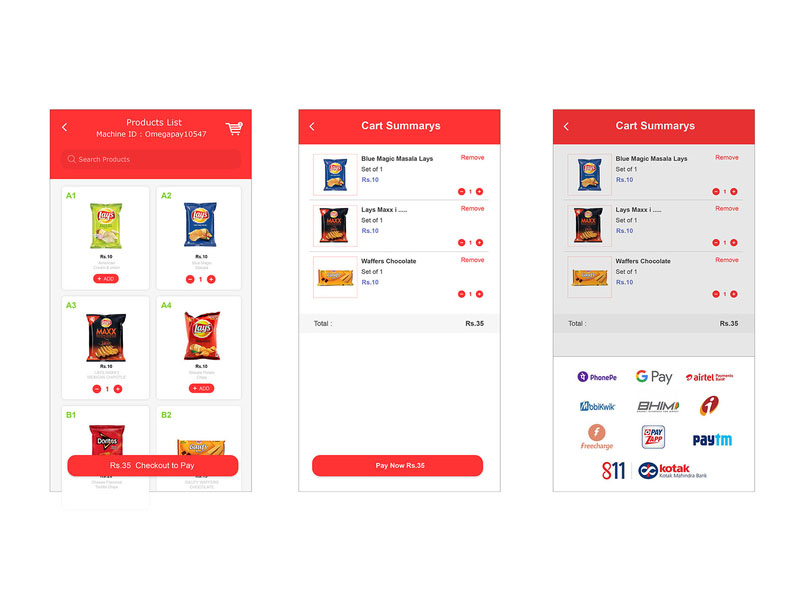 Products List
Machine ID : Omegapay10547
Search Products
A1
Lays
Rs.10
American
Cream & onion
+ ADD
A2
Lays
Rs.10
Blue Magic
Masala
1
A3
Lays
MAXX
Rs.10
1
A4
Lays
Rs.10
+ ADD
B1
Doritos
B2
Rs.35 Checkout to Pay
Cart Summarys
Blue Magic Masala Lays
Remove
Set of 1
Rs.10
1
Lays Maxx i .....
Remove
Set of 1
Rs.10
1
Waffers Chocolate
Remove
Set of 1
Rs.10
1
Total :
Rs.35
Pay Now Rs.35
Cart Summarys
Blue Magic Masala Lays
Remove
Set of 1
Rs.10
1
Lays Maxx i .....
Remove
Set of 1
Rs.10
1
Waffers Chocolate
Remove
Set of 1
Rs.10
1
Total :
Rs.35
PhonePe
G Pay
airtel Payments Bank
MobiKwik
BHIM
freecharge
PAY ZAPP
paytm
811
kotak
Kotak Mahindra Bank